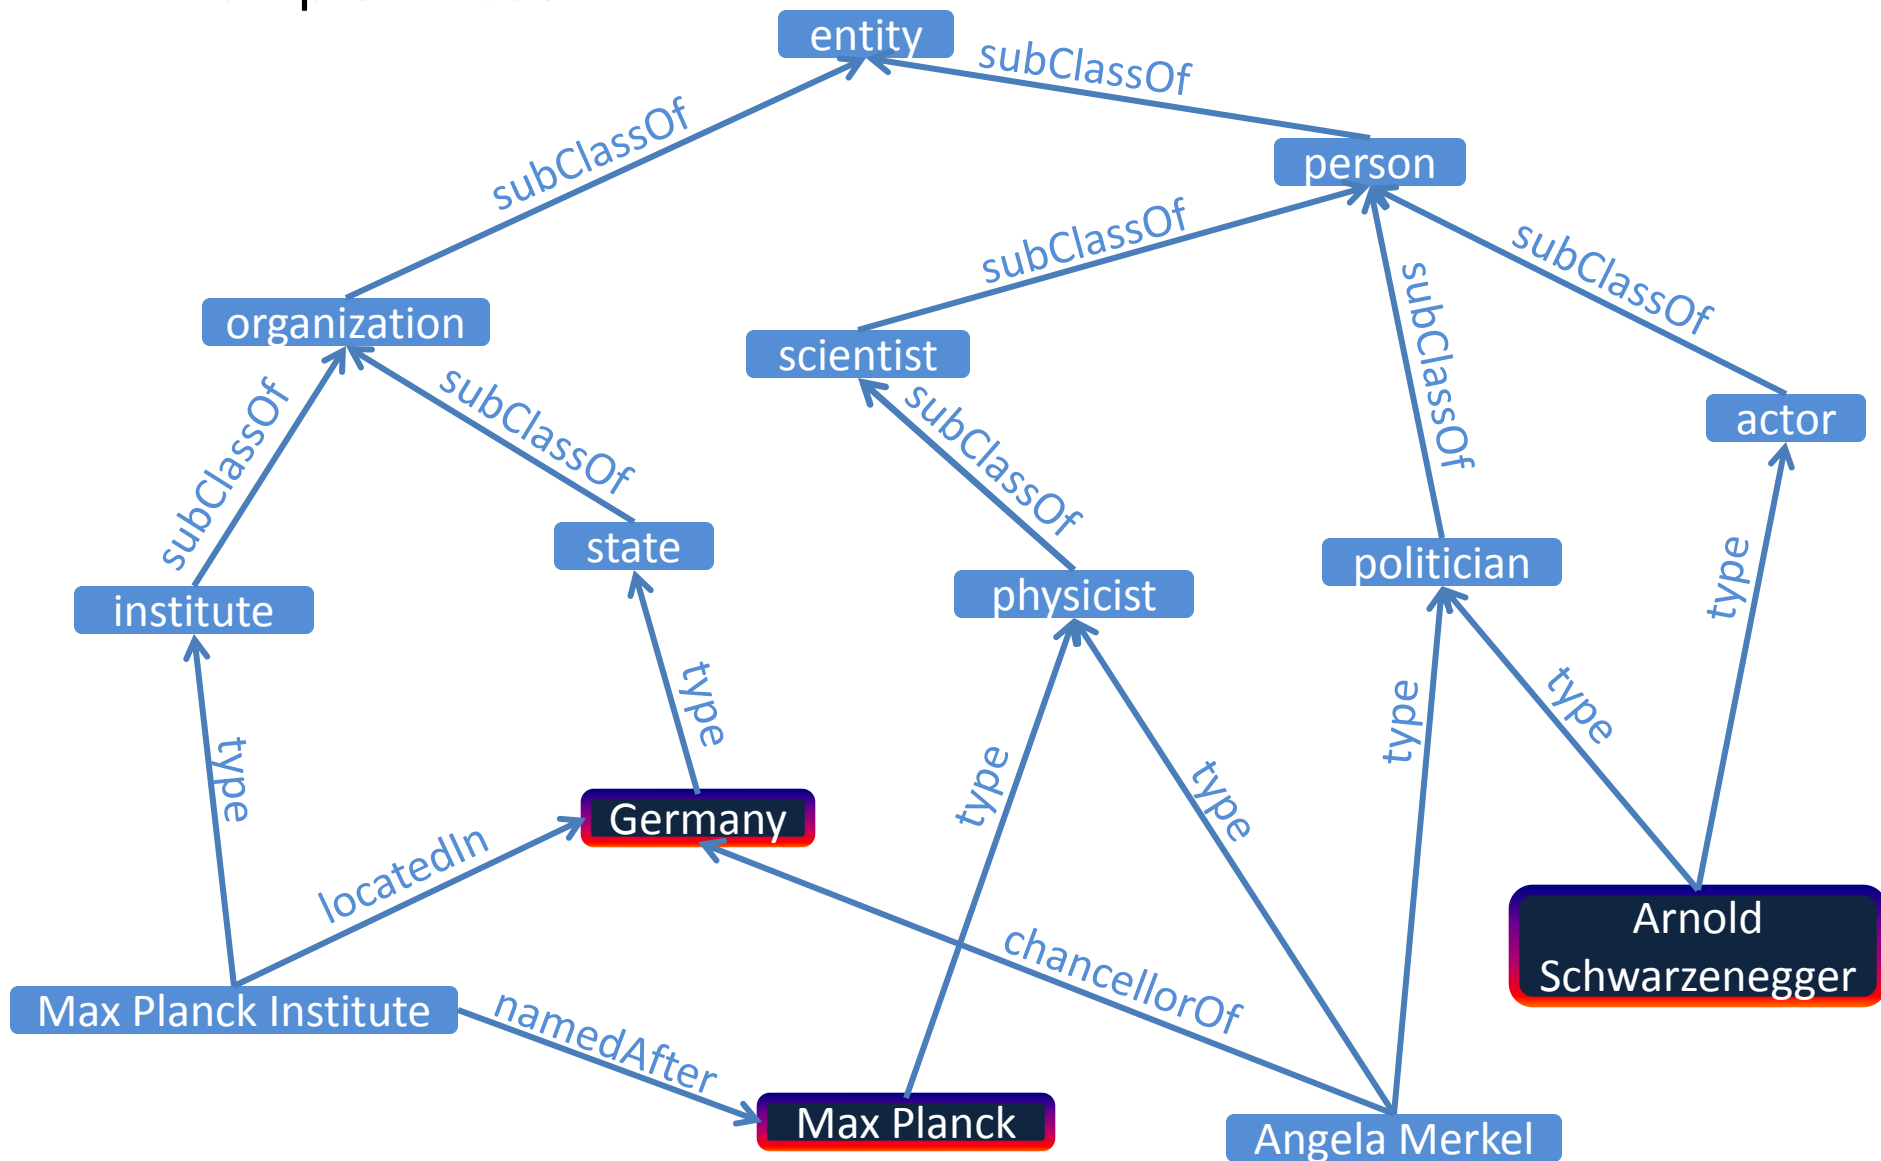 entity
subClassOf
subClassOf
person
subClassOf
subClassOf
subClassOf
organization
scientist
subClassOf
subClassOf
subClassOf
actor
state
physicist
politician
type
institute
type
type
type
type
type
type
Germany
locatedIn
chancellorOf
Arnold
Schwarzenegger
Max Planck Institute
namedAfter
Max Planck
Angela Merkel